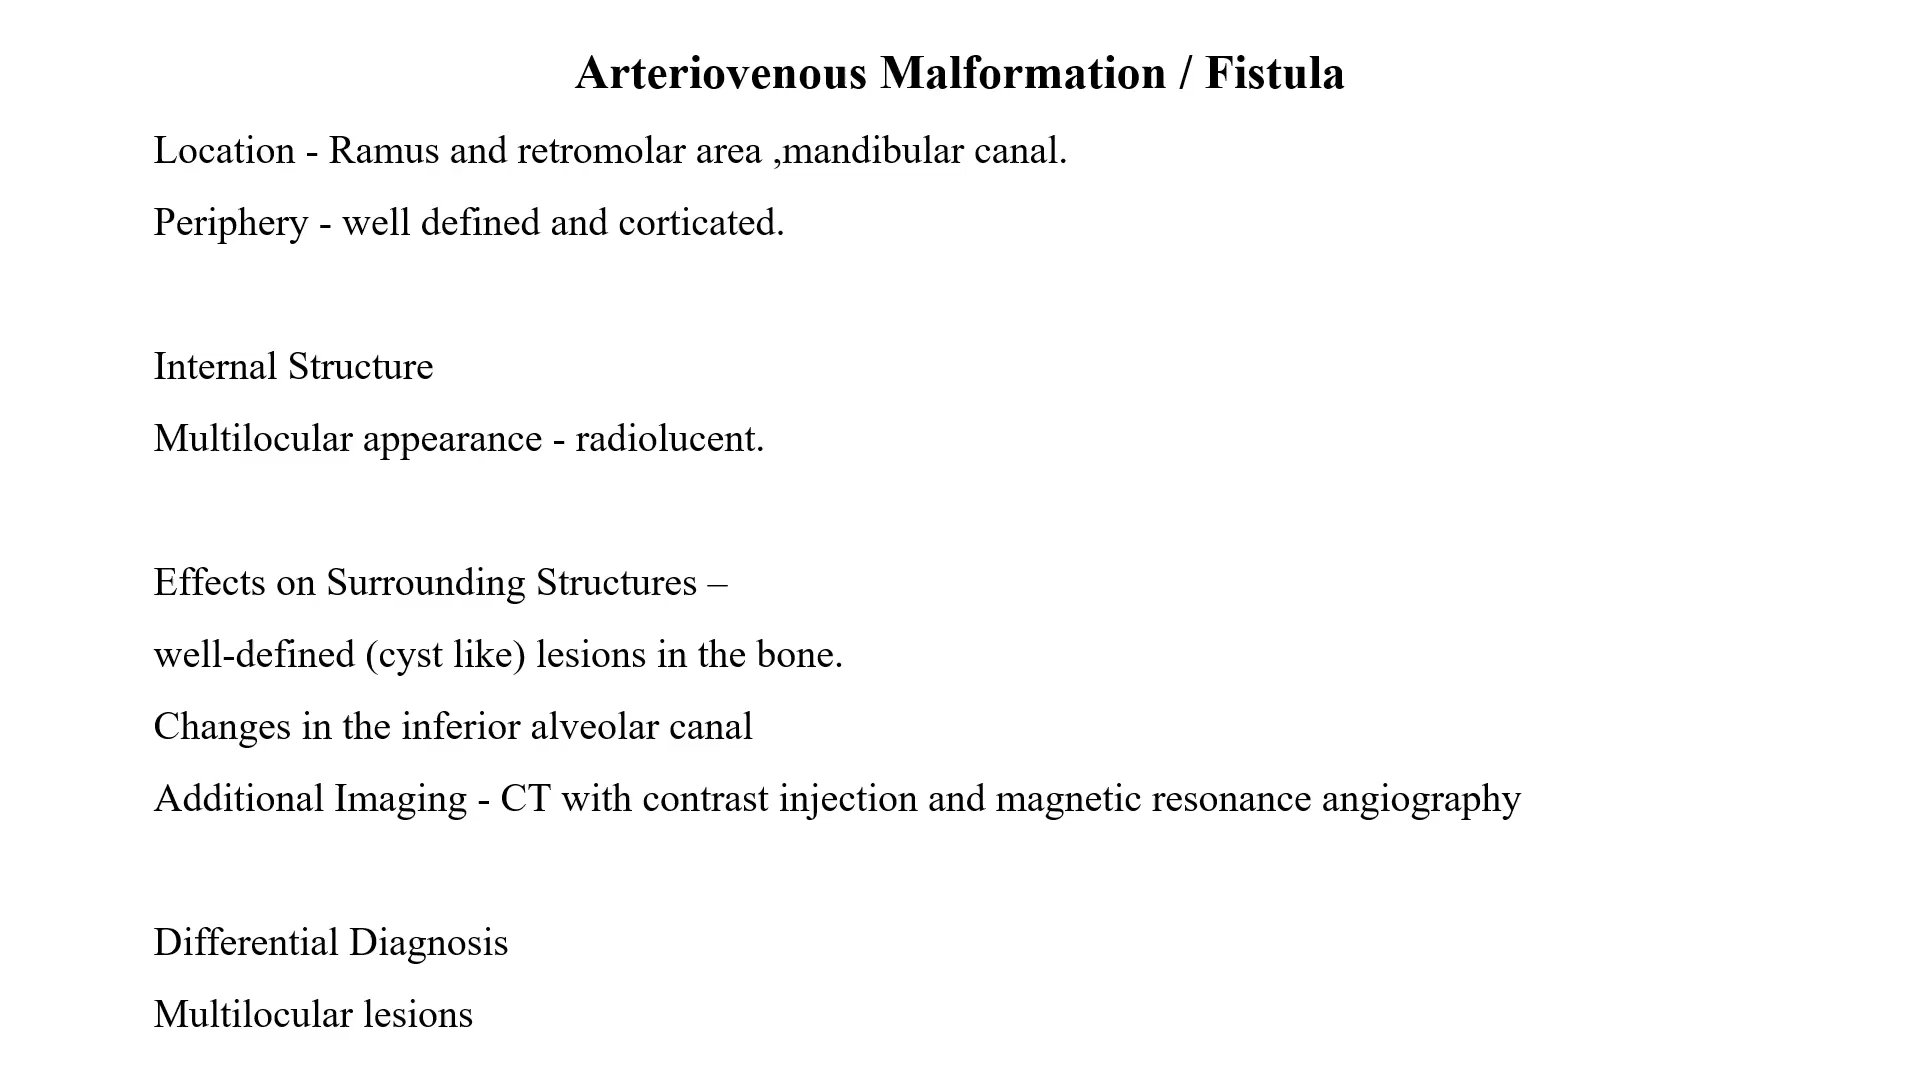 Arteriovenous Malformation / Fistula
Location - Ramus and retromolar area ,mandibular canal.
Periphery - well defined and corticated.
Internal Structure
Multilocular appearance - radiolucent.
Effects on Surrounding Structures –
well-defined (cyst like) lesions in the bone.
Changes in the inferior alveolar canal
Additional Imaging - CT with contrast injection and magnetic resonance angiography
Differential Diagnosis
Multilocular lesions